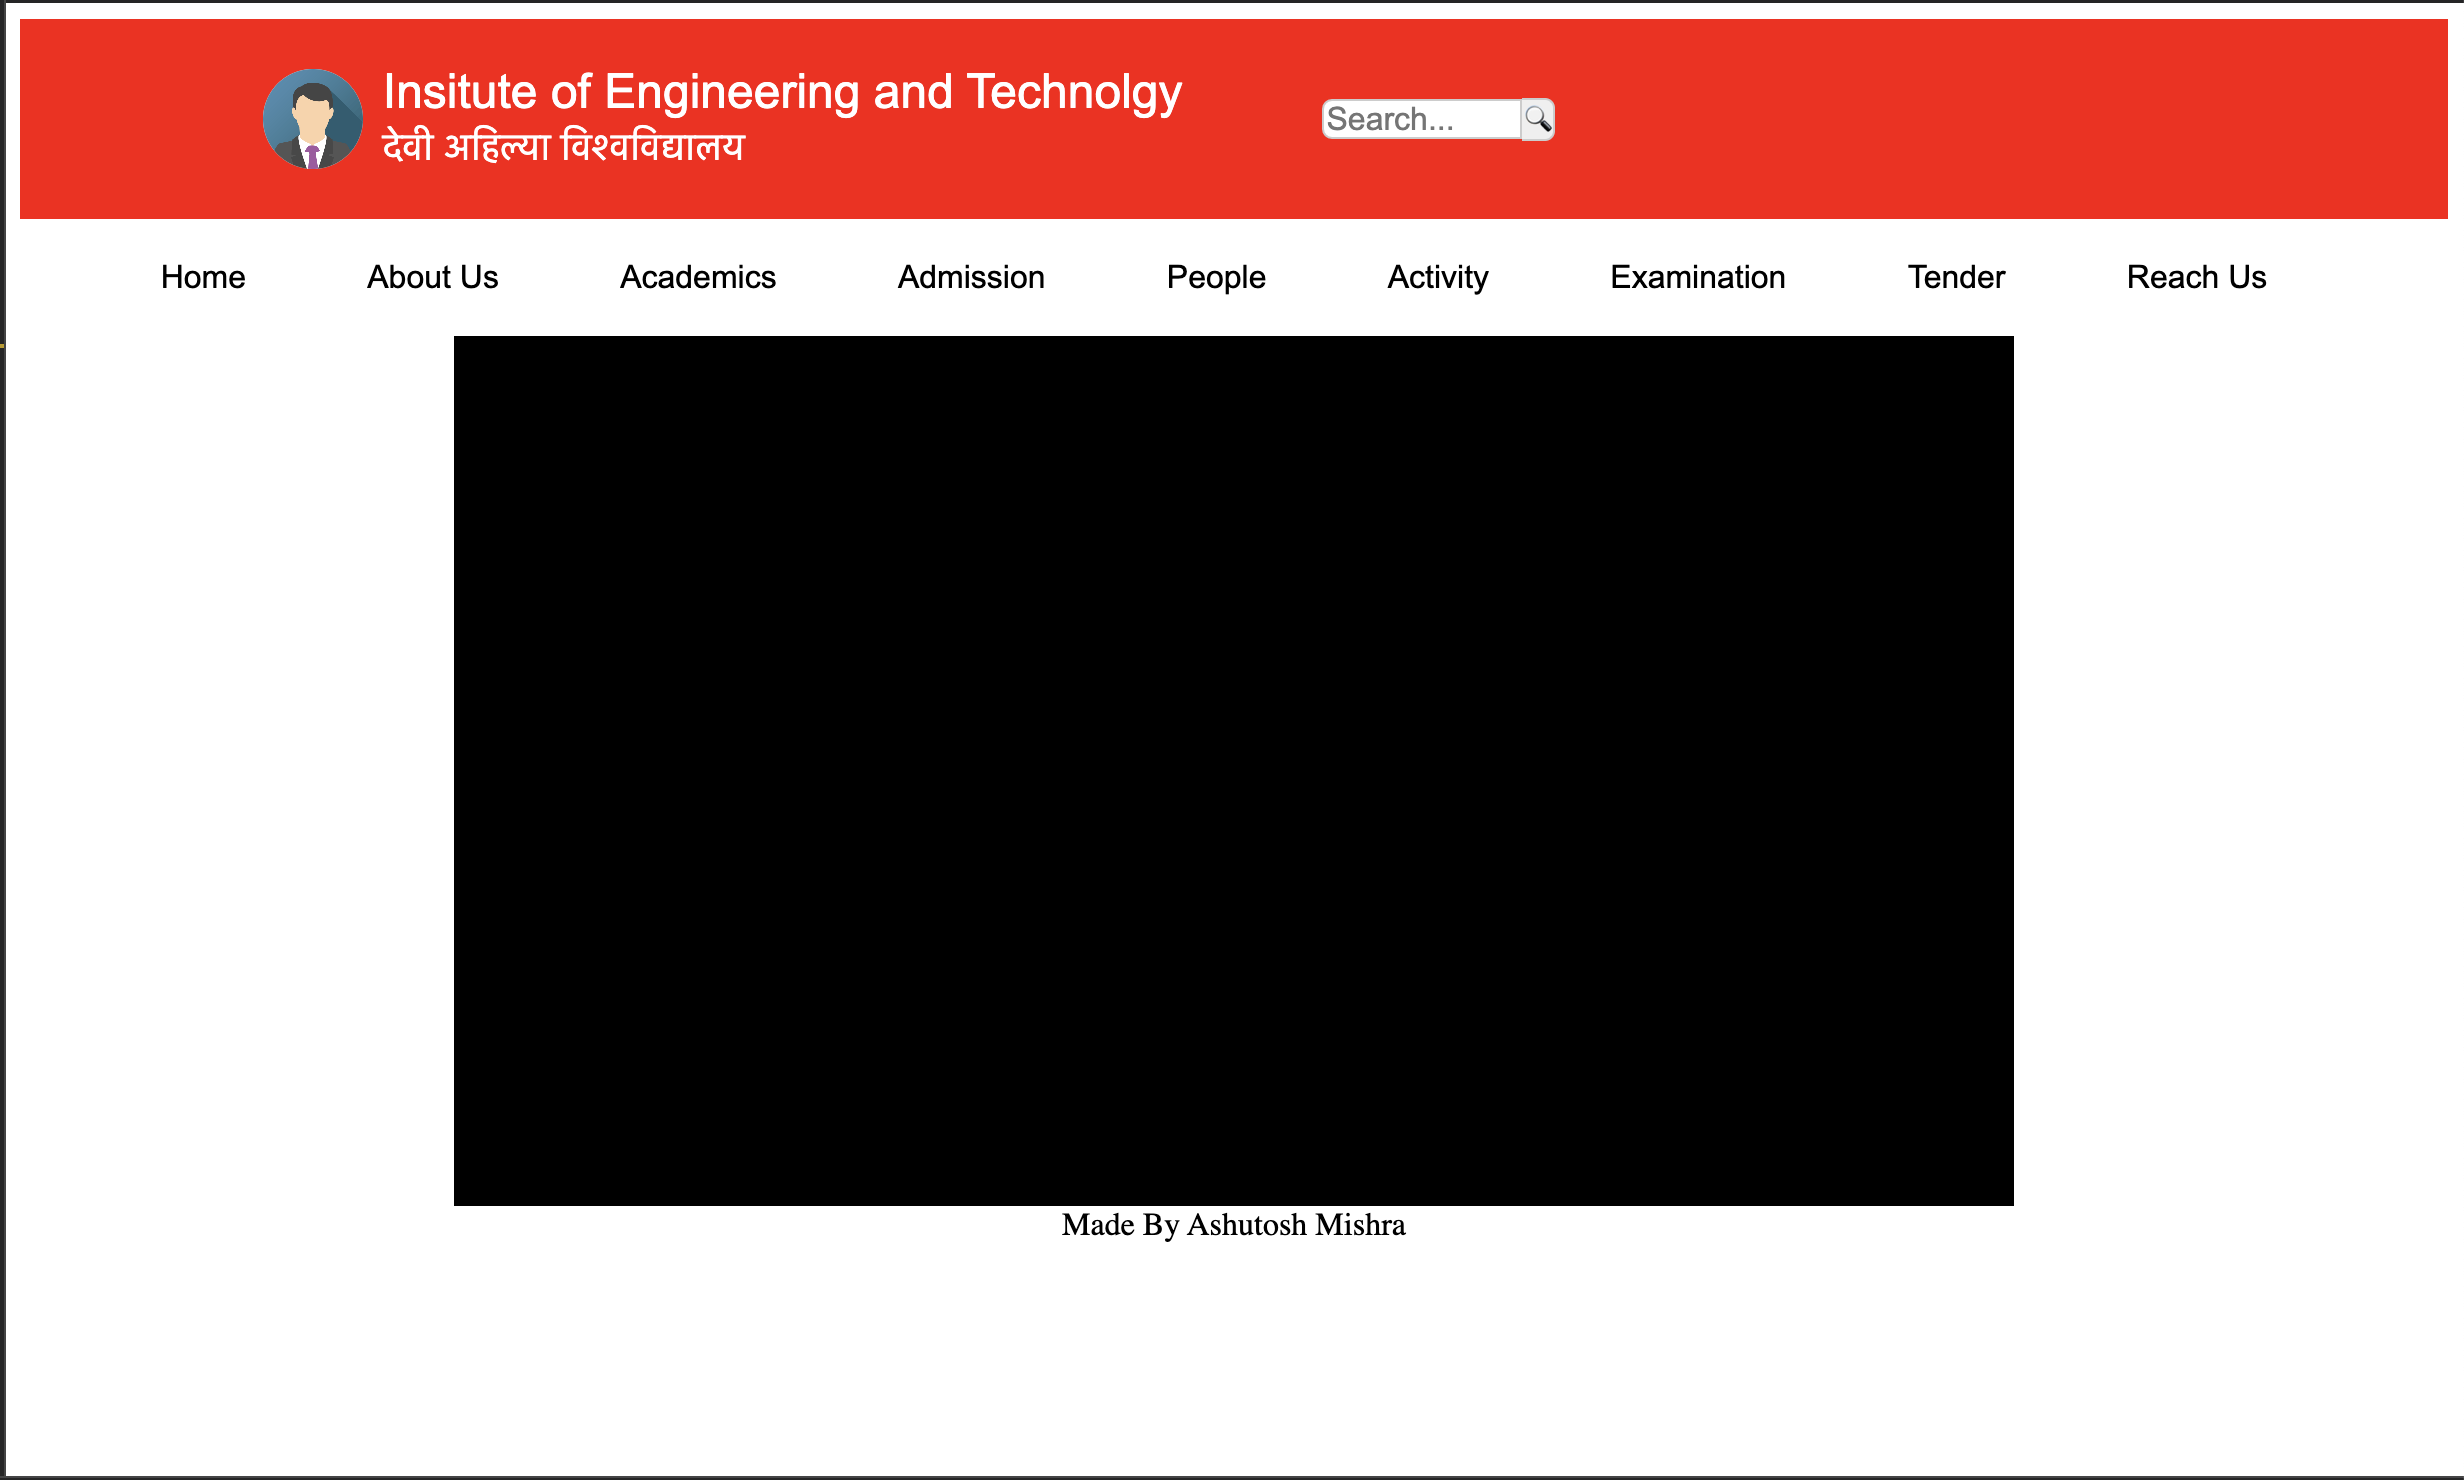 Insitute of Engineering and Technolgy
देवी अहिल्या विश्वविद्यालय
Search...
Home About Us Academics Admission People Activity Examination Tender Reach Us
Made By Ashutosh Mishra